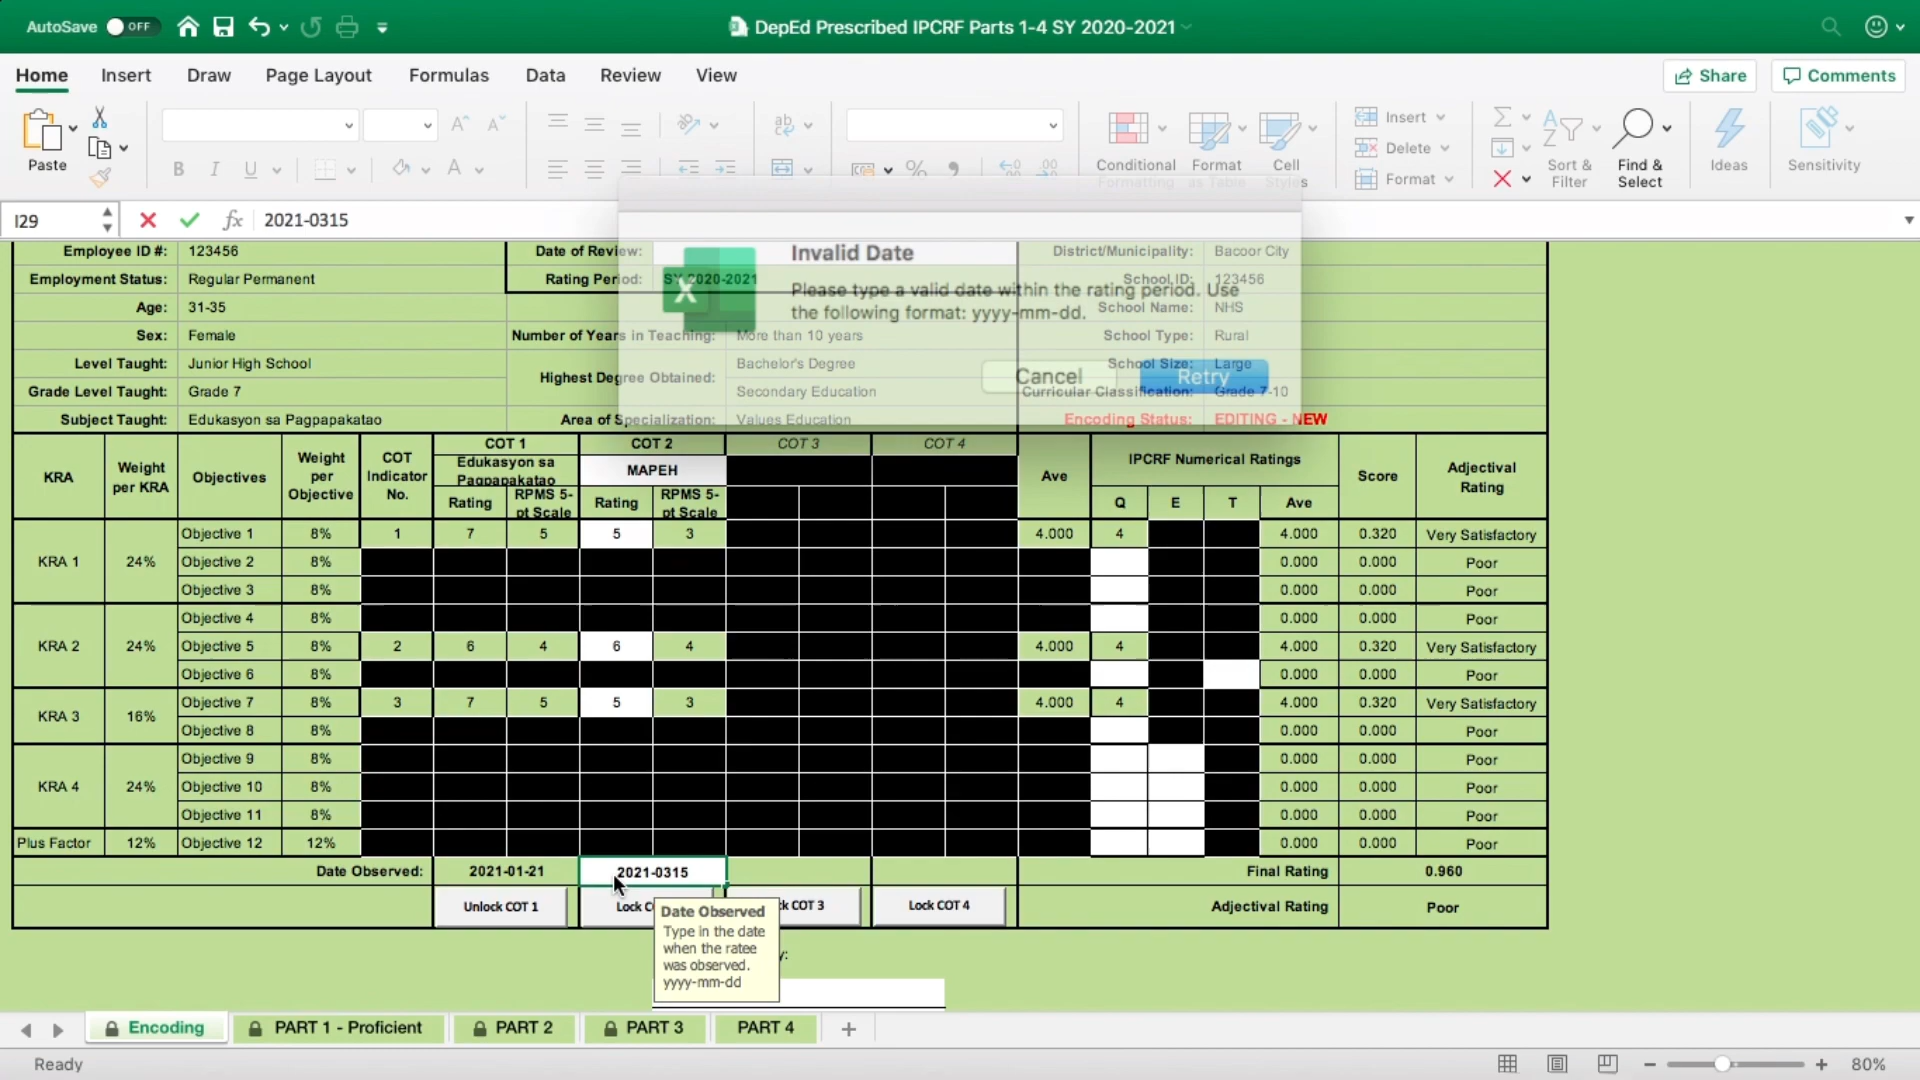 AutoSave OFF
DepEd Prescribed IPCRF Parts 1-4 SY 2020-2021
Home Insert Draw Page Layout Formulas Data Review View Share Comments
Paste
Conditional Formatting Format as Table Cell Styles
Insert Delete Format
Sort & Filter Find & Select Ideas Sensitivity
I29 fx 2021-0315
Invalid Date
Please type a valid date within the rating period. Use
the following format: yyyy-mm-dd.
Cancel Retry
Employee ID #: 123456 Date of Review: District/Municipality: Bacoor City
Employment Status: Regular Permanent Rating Period: SY 2020-2021 School ID: 123456
Age: 31-35 School Name: NHS
Sex: Female Number of Years in Teaching: More than 10 years School Type: Rural
Level Taught: Junior High School Highest Degree Obtained: Bachelor's Degree School Size: Large
Grade Level Taught: Grade 7 Secondary Education Curricular Classification: Grade 7-10
Subject Taught: Edukasyon sa Pagpapakatao Area of Specialization: Values Education Encoding Status: EDITING - NEW
KRA Weight per KRA Objectives Weight per Objective COT Indicator No. COT 1 COT 2 COT 3 COT 4 Ave IPCRF Numerical Ratings Score Adjectival Rating
Edukasyon sa Pagpapakatao MAPEH
Rating RPMS 5-pt Scale Rating RPMS 5-pt Scale Q E T Ave
KRA 1 24% Objective 1 8% 1 7 5 5 3 4.000 4 4.000 0.320 Very Satisfactory
Objective 2 8% 0.000 0.000 Poor
Objective 3 8% 0.000 0.000 Poor
KRA 2 24% Objective 4 8% 0.000 0.000 Poor
Objective 5 8% 2 6 4 6 4 4.000 4 4.000 0.320 Very Satisfactory
Objective 6 8% 0.000 0.000 Poor
KRA 3 16% Objective 7 8% 3 7 5 5 3 4.000 4 4.000 0.320 Very Satisfactory
Objective 8 8% 0.000 0.000 Poor
KRA 4 24% Objective 9 8% 0.000 0.000 Poor
Objective 10 8% 0.000 0.000 Poor
Objective 11 8% 0.000 0.000 Poor
Plus Factor 12% Objective 12 12% 0.000 0.000 Poor
Date Observed: 2021-01-21 2021-0315 Final Rating 0.960
Unlock COT 1 Lock CO k COT 3 Lock COT 4 Adjectival Rating Poor
Date Observed
Type in the date
when the ratee
was observed.
yyyy-mm-dd
y:
Encoding PART 1 - Proficient PART 2 PART 3 PART 4
Ready 80%